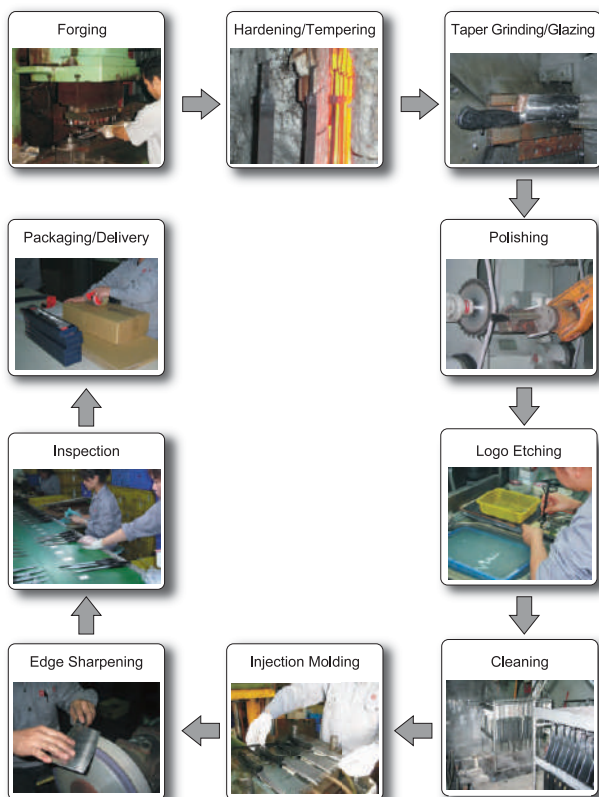 Forging
Hardening/Tempering
Taper Grinding/Glazing
Polishing
Logo Etching
Cleaning
Injection Molding
Edge Sharpening
Inspection
Packaging/Delivery